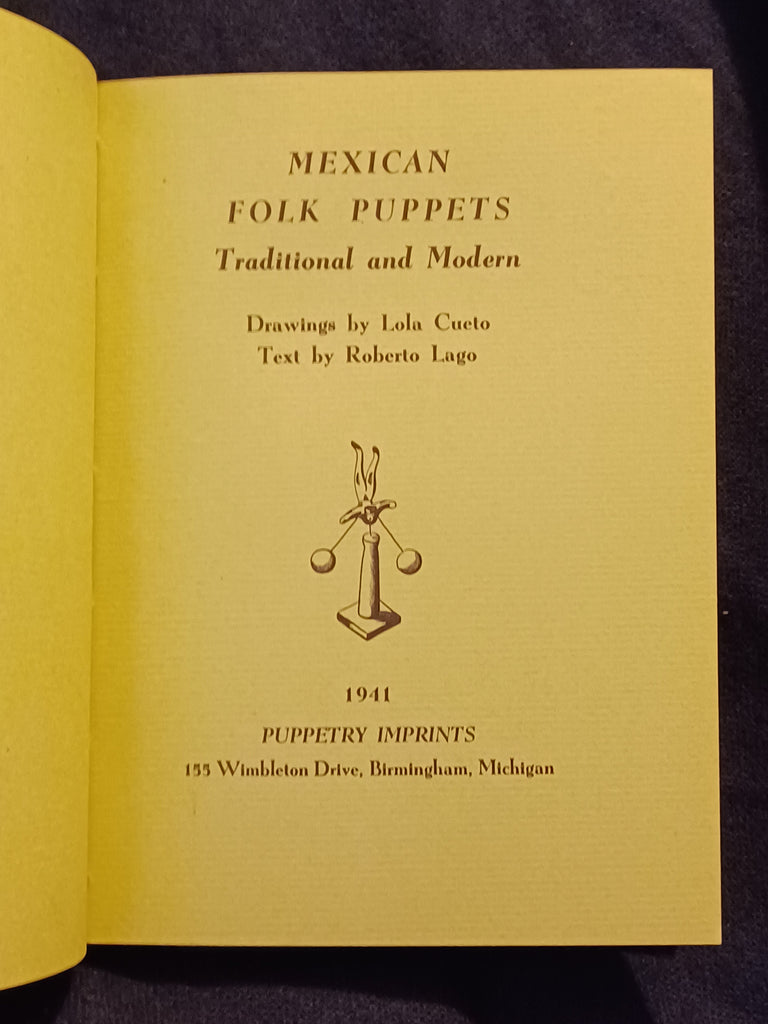 MEXICAN
FOLK PUPPETS
Traditional and Modern
Drawings by Lola Cueto
Text by Roberto Lago
1941
PUPPETRY IMPRINTS
155 Wimbleton Drive, Birmingham, Michigan